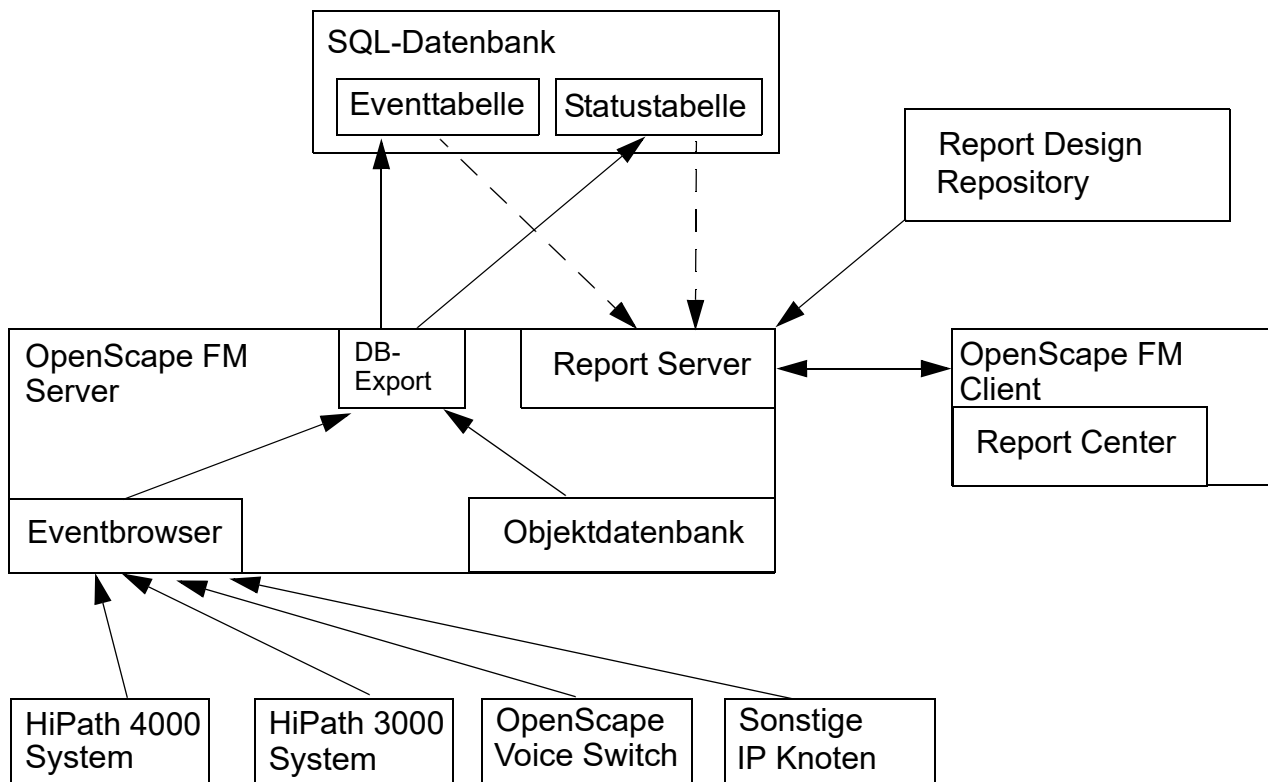 SQL-Datenbank
Eventtabelle
Statustabelle
Report Design
Repository
OpenScape FM
Server
DB-
Export
Report Server
OpenScape FM
Client
Report Center
Eventbrowser
Objektdatenbank
HiPath 4000
System
HiPath 3000
System
OpenScape
Voice Switch
Sonstige
IP Knoten